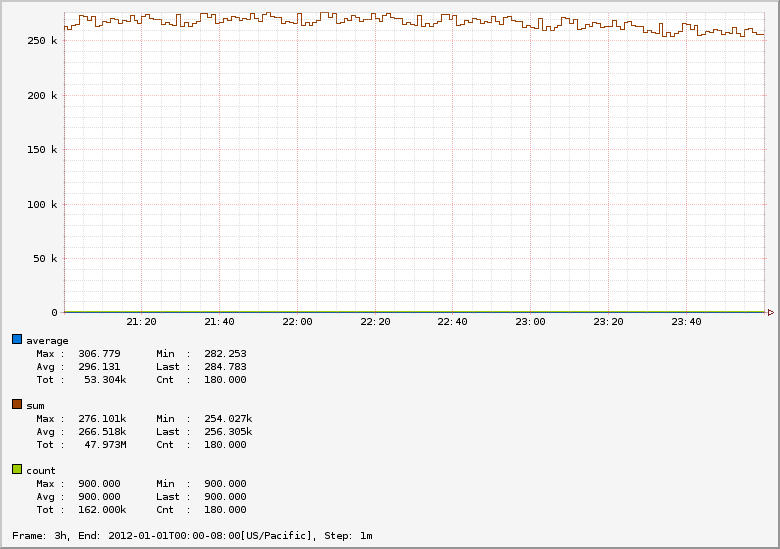 250 k
200 k
150 k
100 k
50 k
0
21:20 21:40 22:00 22:20 22:40 23:00 23:20 23:40
average
Max : 306.779 Min : 282.253
Avg : 296.131 Last : 284.783
Tot : 53.304k Cnt : 180.000
sum
Max : 276.101k Min : 254.027k
Avg : 266.518k Last : 256.305k
Tot : 47.973M Cnt : 180.000
count
Max : 900.000 Min : 900.000
Avg : 900.000 Last : 900.000
Tot : 162.000k Cnt : 180.000
Frame: 3h, End: 2012-01-01T00:00-08:00[US/Pacific], Step: 1m